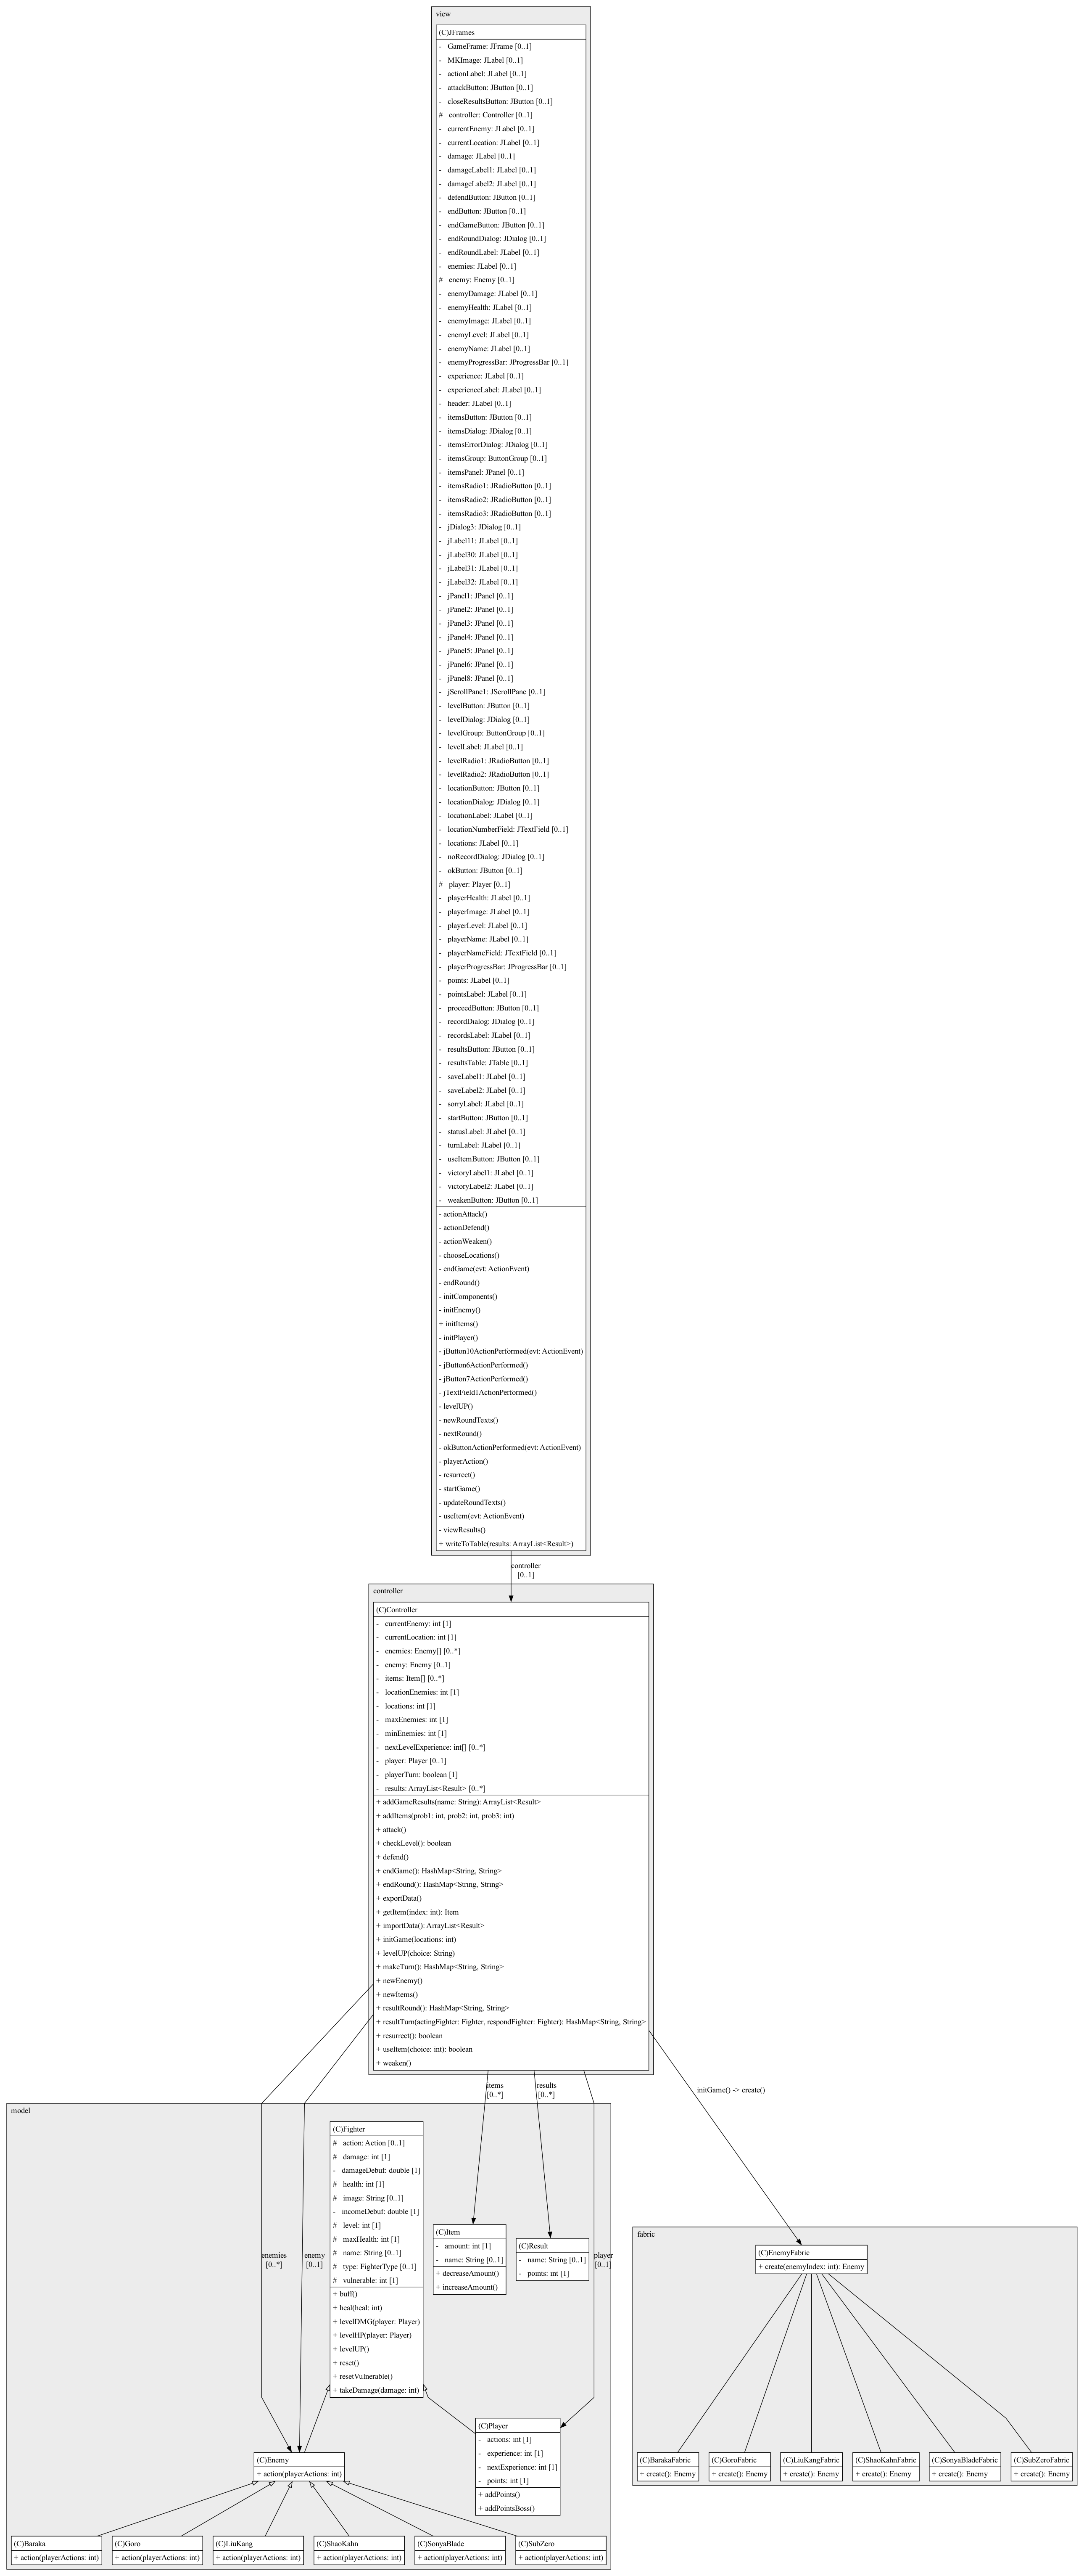 view
(C)JFrames
- GameFrame: JFrame [0..1]
- MKImage: JLabel [0..1]
- actionLabel: JLabel [0..1]
- attackButton: JButton [0..1]
- closeResultsButton: JButton [0..1]
# controller: Controller [0..1]
- currentEnemy: JLabel [0..1]
- currentLocation: JLabel [0..1]
- damage: JLabel [0..1]
- damageLabel1: JLabel [0..1]
- damageLabel2: JLabel [0..1]
- defendButton: JButton [0..1]
- endButton: JButton [0..1]
- endGameButton: JButton [0..1]
- endRoundDialog: JDialog [0..1]
- endRoundLabel: JLabel [0..1]
- enemies: JLabel [0..1]
# enemy: Enemy [0..1]
- enemyDamage: JLabel [0..1]
- enemyHealth: JLabel [0..1]
- enemyImage: JLabel [0..1]
- enemyLevel: JLabel [0..1]
- enemyName: JLabel [0..1]
- enemyProgressBar: JProgressBar [0..1]
- experience: JLabel [0..1]
- experienceLabel: JLabel [0..1]
- header: JLabel [0..1]
- itemsButton: JButton [0..1]
- itemsDialog: JDialog [0..1]
- itemsErrorDialog: JDialog [0..1]
- itemsGroup: ButtonGroup [0..1]
- itemsPanel: JPanel [0..1]
- itemsRadio1: JRadioButton [0..1]
- itemsRadio2: JRadioButton [0..1]
- itemsRadio3: JRadioButton [0..1]
- jDialog3: JDialog [0..1]
- jLabel11: JLabel [0..1]
- jLabel30: JLabel [0..1]
- jLabel31: JLabel [0..1]
- jLabel32: JLabel [0..1]
- jPanel1: JPanel [0..1]
- jPanel2: JPanel [0..1]
- jPanel3: JPanel [0..1]
- jPanel4: JPanel [0..1]
- jPanel5: JPanel [0..1]
- jPanel6: JPanel [0..1]
- jPanel8: JPanel [0..1]
- jScrollPane1: JScrollPane [0..1]
- levelButton: JButton [0..1]
- levelDialog: JDialog [0..1]
- levelGroup: ButtonGroup [0..1]
- levelLabel: JLabel [0..1]
- levelRadio1: JRadioButton [0..1]
- levelRadio2: JRadioButton [0..1]
- locationButton: JButton [0..1]
- locationDialog: JDialog [0..1]
- locationLabel: JLabel [0..1]
- locationNumberField: JTextField [0..1]
- locations: JLabel [0..1]
- noRecordDialog: JDialog [0..1]
- okButton: JButton [0..1]
# player: Player [0..1]
- playerHealth: JLabel [0..1]
- playerImage: JLabel [0..1]
- playerLevel: JLabel [0..1]
- playerName: JLabel [0..1]
- playerNameField: JTextField [0..1]
- playerProgressBar: JProgressBar [0..1]
- points: JLabel [0..1]
- pointsLabel: JLabel [0..1]
- proceedButton: JButton [0..1]
- recordDialog: JDialog [0..1]
- recordsLabel: JLabel [0..1]
- resultsButton: JButton [0..1]
- resultsTable: JTable [0..1]
- saveLabel1: JLabel [0..1]
- saveLabel2: JLabel [0..1]
- sorryLabel: JLabel [0..1]
- startButton: JButton [0..1]
- statusLabel: JLabel [0..1]
- turnLabel: JLabel [0..1]
- useItemButton: JButton [0..1]
- victoryLabel1: JLabel [0..1]
- victoryLabel2: JLabel [0..1]
- weakenButton: JButton [0..1]
- actionAttack()
- actionDefend()
- actionWeaken()
- chooseLocations()
- endGame(evt: ActionEvent)
- endRound()
- initComponents()
- initEnemy()
+ initItems()
- initPlayer()
- jButton10ActionPerformed(evt: ActionEvent)
- jButton6ActionPerformed()
- jButton7ActionPerformed()
- jTextField1ActionPerformed()
- levelUP()
- newRoundTexts()
- nextRound()
- okButtonActionPerformed(evt: ActionEvent)
- playerAction()
- resurrect()
- startGame()
- updateRoundTexts()
- useItem(evt: ActionEvent)
- viewResults()
+ writeToTable(results: ArrayList<Result>)
controller
[0..1]
controller
(C)Controller
- currentEnemy: int [1]
- currentLocation: int [1]
- enemies: Enemy[] [0..*]
- enemy: Enemy [0..1]
- items: Item[] [0..*]
- locationEnemies: int [1]
- locations: int [1]
- maxEnemies: int [1]
- minEnemies: int [1]
- nextLevelExperience: int[] [0..*]
- player: Player [0..1]
- playerTurn: boolean [1]
- results: ArrayList<Result> [0..*]
+ addGameResults(name: String): ArrayList<Result>
+ addItems(prob1: int, prob2: int, prob3: int)
+ attack()
+ checkLevel(): boolean
+ defend()
+ endGame(): HashMap<String, String>
+ endRound(): HashMap<String, String>
+ exportData()
+ getItem(index: int): Item
+ importData(): ArrayList<Result>
+ initGame(locations: int)
+ levelUP(choice: String)
+ makeTurn(): HashMap<String, String>
+ newEnemy()
+ newItems()
+ resultRound(): HashMap<String, String>
+ resultTurn(actingFighter: Fighter, respondFighter: Fighter): HashMap<String, String>
+ resurrect(): boolean
+ useItem(choice: int): boolean
+ weaken()
items
[0..*]
results
[0..*]
initGame() -> create()
model
(C)Fighter
# action: Action [0..1]
# damage: int [1]
- damageDebuf: double [1]
# health: int [1]
# image: String [0..1]
- incomeDebuf: double [1]
# level: int [1]
# maxHealth: int [1]
# name: String [0..1]
# type: FighterType [0..1]
# vulnerable: int [1]
+ buff()
+ heal(heal: int)
+ levelDMG(player: Player)
+ levelHP(player: Player)
+ levelUP()
+ reset()
+ resetVulnerable()
+ takeDamage(damage: int)
(C)Item
- amount: int [1]
- name: String [0..1]
+ decreaseAmount()
+ increaseAmount()
(C)Result
- name: String [0..1]
- points: int [1]
enemies
[0..*]
enemy
[0..1]
player
[0..1]
fabric
(C)EnemyFabric
+ create(enemyIndex: int): Enemy
(C)Player
- actions: int [1]
- experience: int [1]
- nextExperience: int [1]
- points: int [1]
+ addPoints()
+ addPointsBoss()
(C)Enemy
+ action(playerActions: int)
(C)BarakaFabric
+ create(): Enemy
(C)GoroFabric
+ create(): Enemy
(C)LiuKangFabric
+ create(): Enemy
(C)ShaoKahnFabric
+ create(): Enemy
(C)SonyaBladeFabric
+ create(): Enemy
(C)SubZeroFabric
+ create(): Enemy
(C)Baraka
+ action(playerActions: int)
(C)Goro
+ action(playerActions: int)
(C)LiuKang
+ action(playerActions: int)
(C)ShaoKahn
+ action(playerActions: int)
(C)SonyaBlade
+ action(playerActions: int)
(C)SubZero
+ action(playerActions: int)